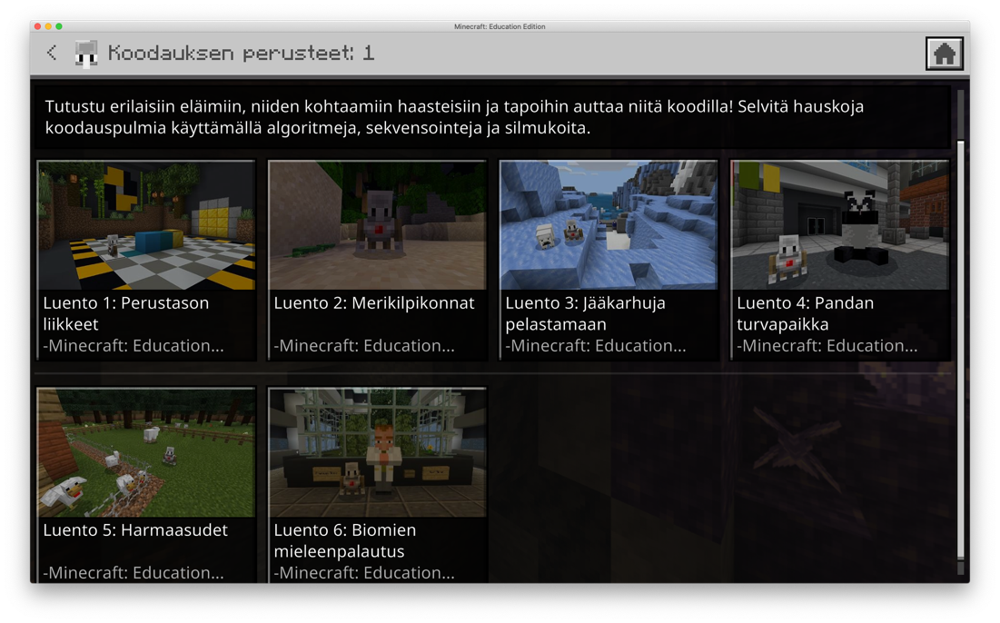 Minecraft: Education Edition
Koodauksen perusteet: 1
Tutustu erilaisiin eläimiin, niiden kohtaamiin haasteisiin ja tapoihin auttaa niitä koodilla! Selvitä hauskoja
koodauspulmia käyttämällä algoritmeja, sekvensointeja ja silmukoita.
Luento 1: Perustason
liikkeet
-Minecraft: Education...
Luento 2: Merikilpikonnat
-Minecraft: Education...
Luento 3: Jääkarhuja
pelastamaan
-Minecraft: Education...
Luento 4: Pandan
turvapaikka
-Minecraft: Education...
Luento 5: Harmaasudet
-Minecraft: Education...
Luento 6: Biomien
mieleenpalautus
-Minecraft: Education...